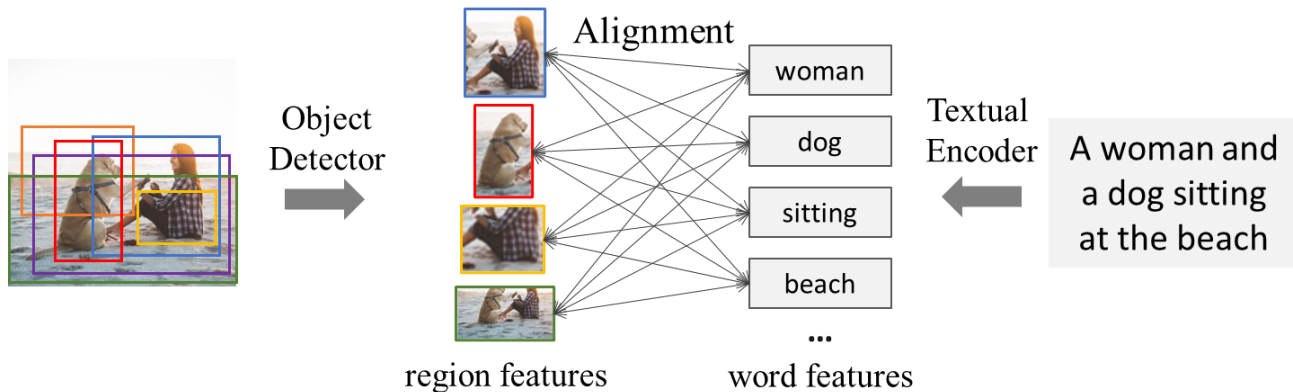 Alignment
Object
Detector
woman
dog
sitting
beach
...
Textual
Encoder
A woman and
a dog sitting
at the beach
region features
word features